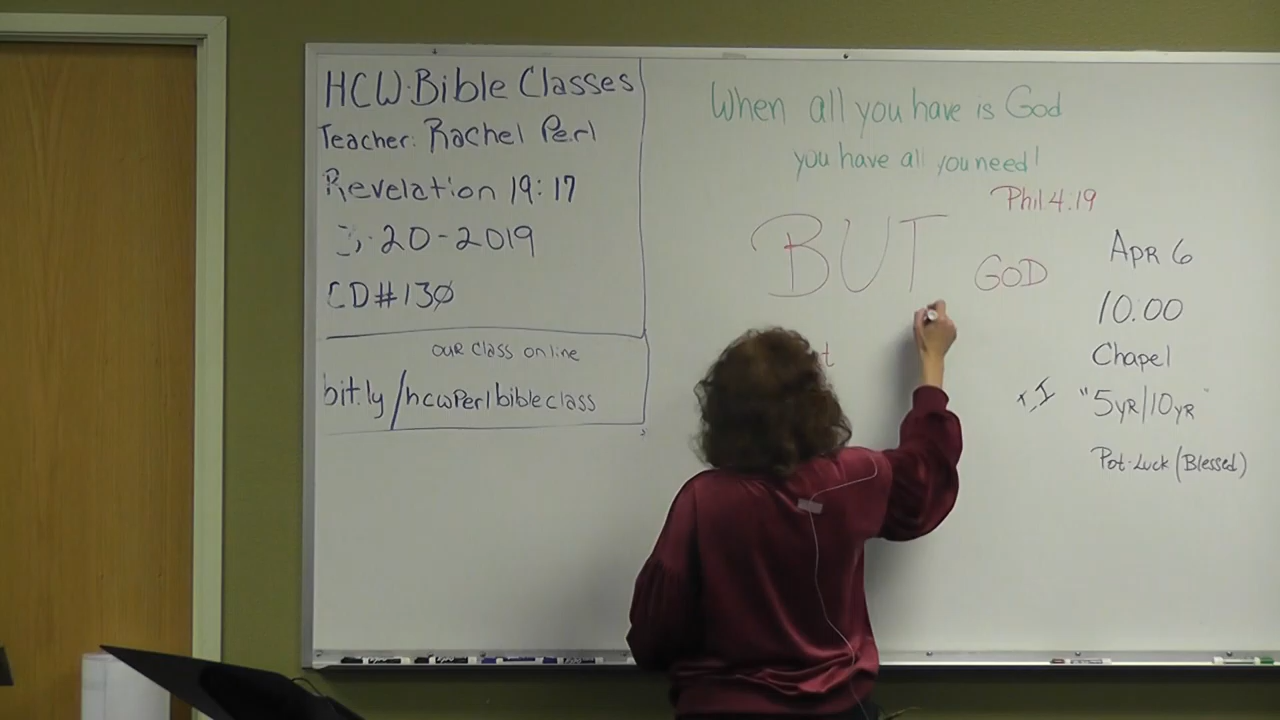 HCW Bible Classes
Teacher: Rachel Perl
Revelation 19:17
3-20-2019
CD#130
our class online
bit.ly/hcwPerlbibleclass
When all you have is God
you have all you need!
Phil.4:19
BUT GOD
Apr 6
10:00
Chapel
"5yr/10yr"
Pot-Luck (Blessed)